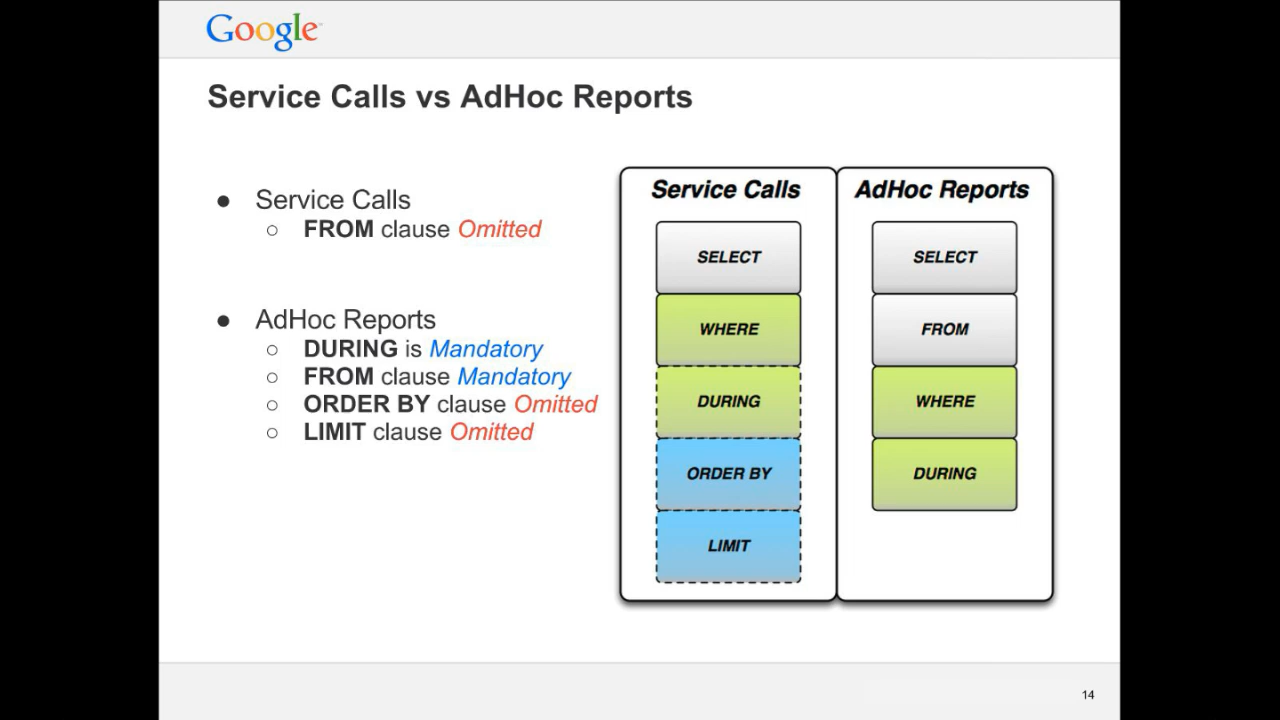 Google
Service Calls vs AdHoc Reports
● Service Calls
○ FROM clause Omitted
● AdHoc Reports
○ DURING is Mandatory
○ FROM clause Mandatory
○ ORDER BY clause Omitted
○ LIMIT clause Omitted
Service Calls
SELECT
WHERE
DURING
ORDER BY
LIMIT
AdHoc Reports
SELECT
FROM
WHERE
DURING
14